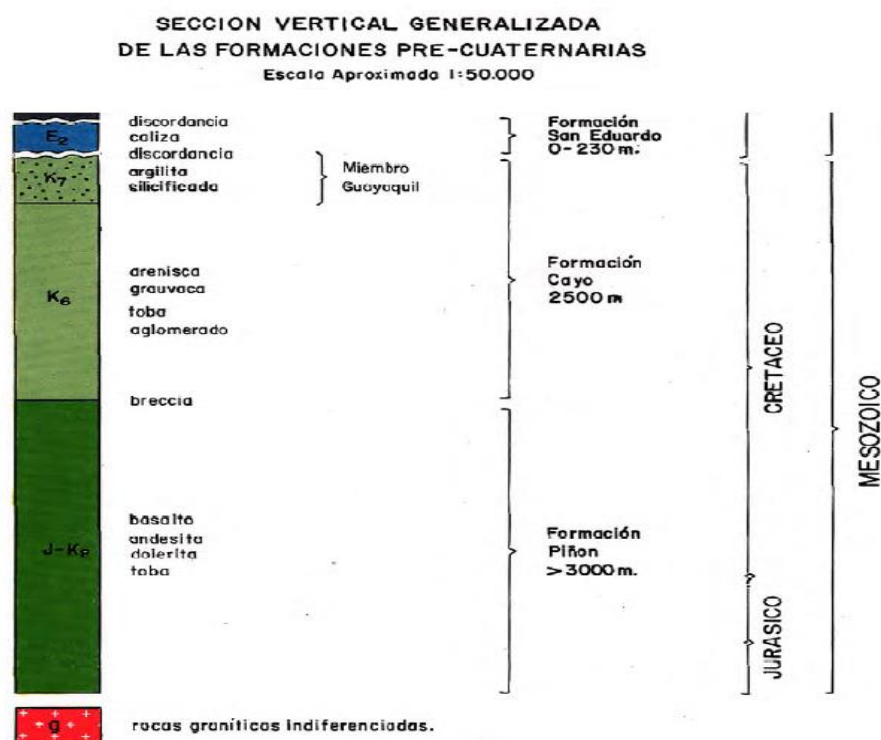 SECCION VERTICAL GENERALIZADA
DE LAS FORMACIONES PRE-CUATERNARIAS
Escala Aproximada 1:50.000
discordancia
E2
caliza
discordancia
Formación
San Eduardo
0-230 m.
K7
argilita
silicificada
Miembro
Guayaquil
K6
arenisca
grauvaca
toba
aglomerado
Formación
Cayo
2500 m
breccia
CRETACEO
MESOZOICO
J-K
basalto
andesita
dolerita
toba
Formación
Piñon
>3000 m.
?
JURASICO
g
rocas graníticas indiferenciadas.